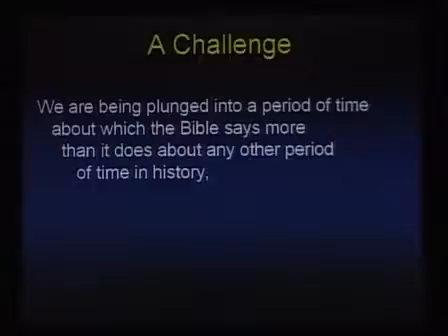 A Challenge
We are being plunged into a period of time
about which the Bible says more
than it does about any other period
of time in history,